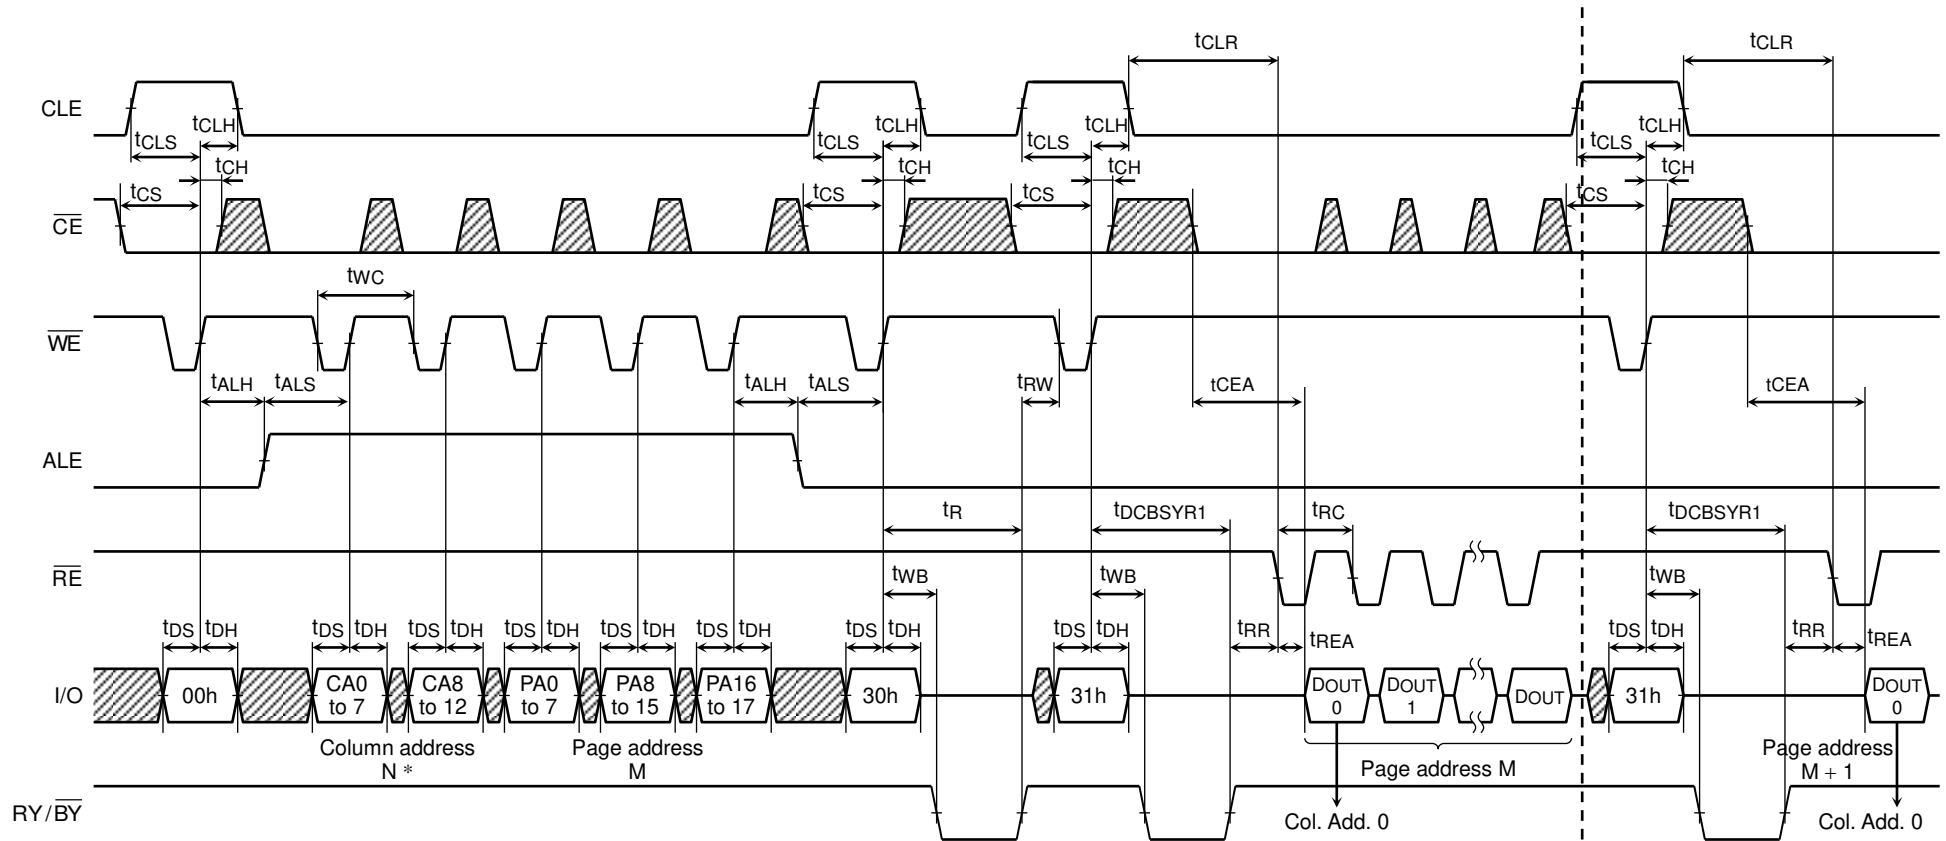 tCLR tCLR
CLE
tCLS tCLH tCLS tCLH tCLS tCLH tCLS tCLH
tCH tCH tCH tCH
tCS tCS tCS tCS
CE
tWC
WE
tALH tALS tALH tALS tRW tCEA tCEA
ALE
tR tDCBSYR1 tRC tDCBSYR1
RE
tWB tWB tWB
tDS tDH tDS tDH tDS tDH tDS tDH tDS tDH tDS tDH tDS tDH tDS tDH tRR tREA tDS tDH tRR tREA
I/O
00h
CA0
to 7
CA8
to 12
PA0
to 7
PA8
to 15
PA16
to 17
30h
31h
DOUT
0
DOUT
1
DOUT
31h
DOUT
0
Column address
N *
Page address
M
Page address M
Page address
M + 1
RY/BY
Col. Add. 0
Col. Add. 0